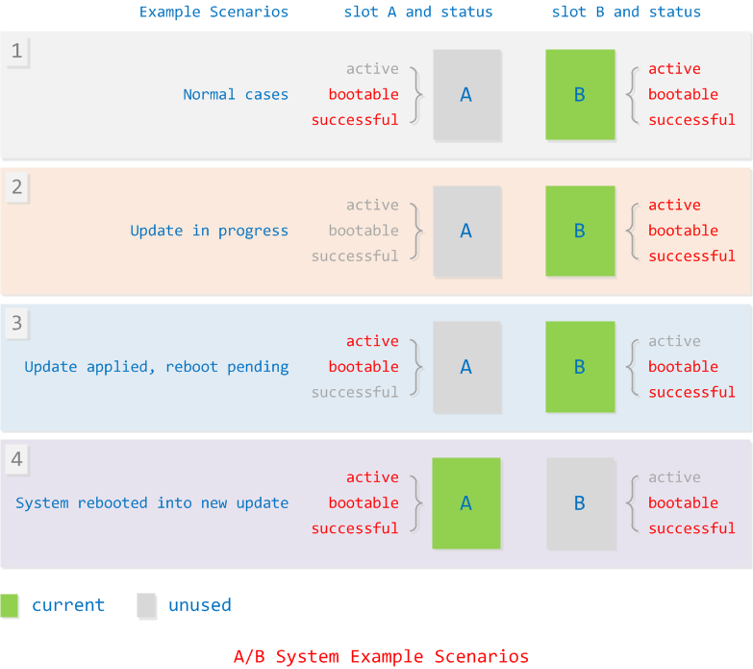 Example Scenarios slot A and status slot B and status
1
active active
Normal cases bootable A B bootable
successful successful
2
active active
Update in progress bootable A B bootable
successful successful
3
active active
Update applied, reboot pending bootable A B bootable
successful successful
4
active active
System rebooted into new update bootable A B bootable
successful successful
current unused
A/B System Example Scenarios